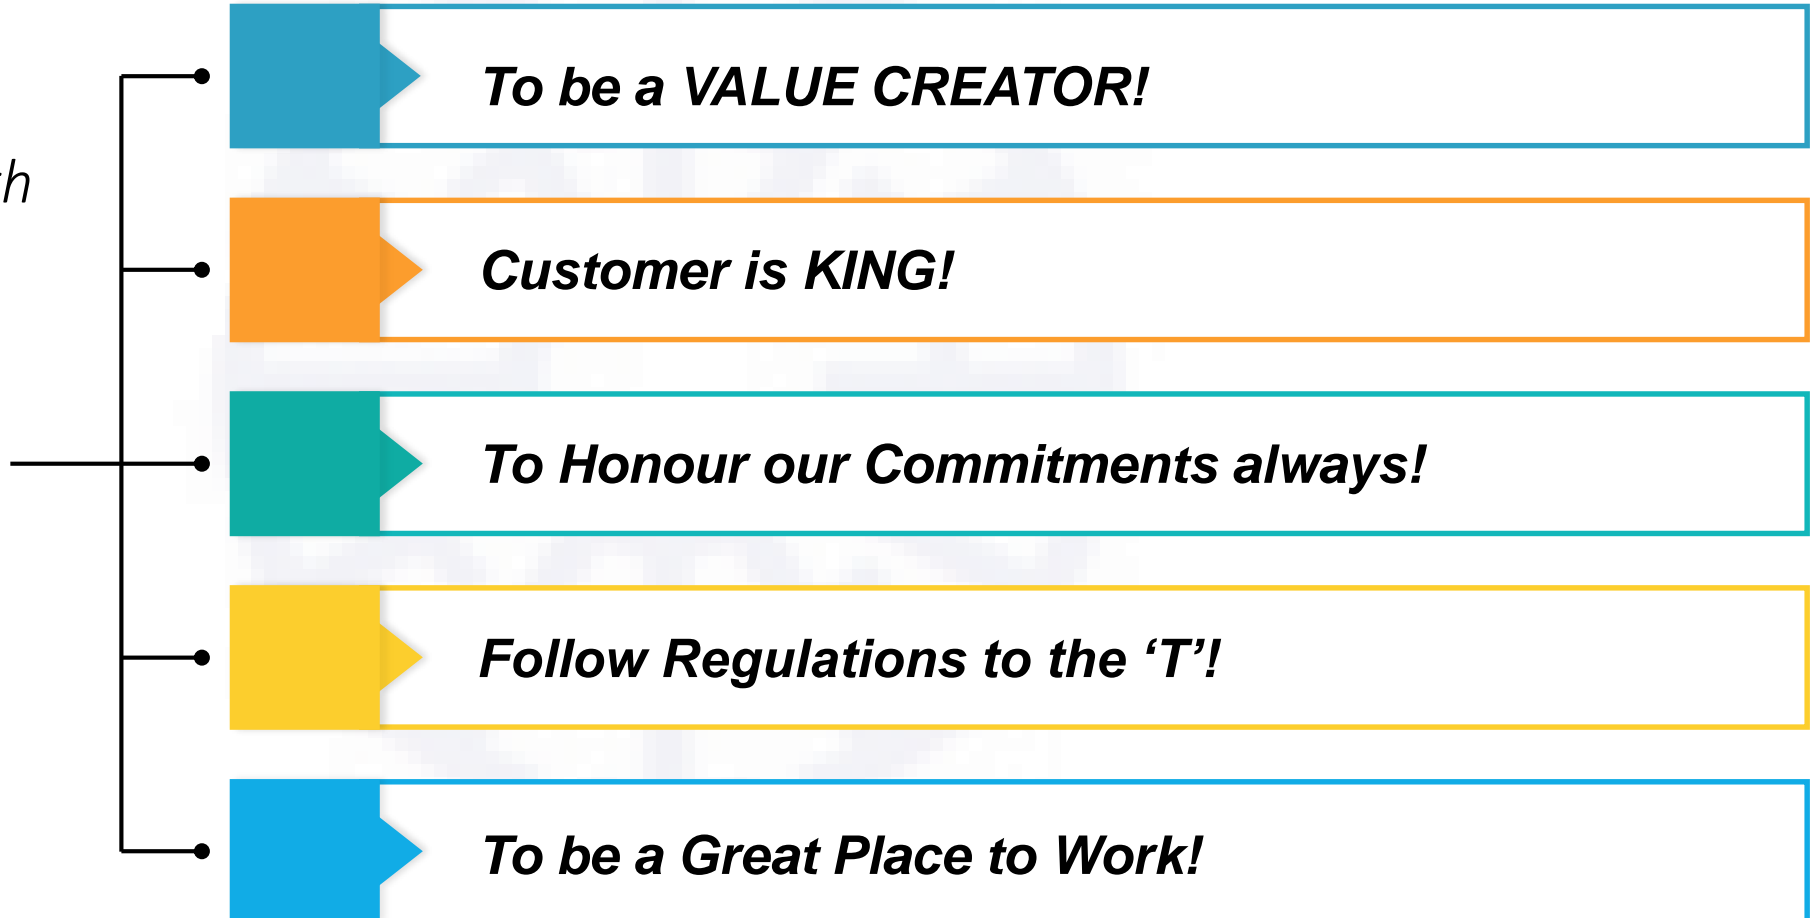 To be a VALUE CREATOR!
Customer is KING!
To Honour our Commitments always!
Follow Regulations to the ‘T’!
To be a Great Place to Work!